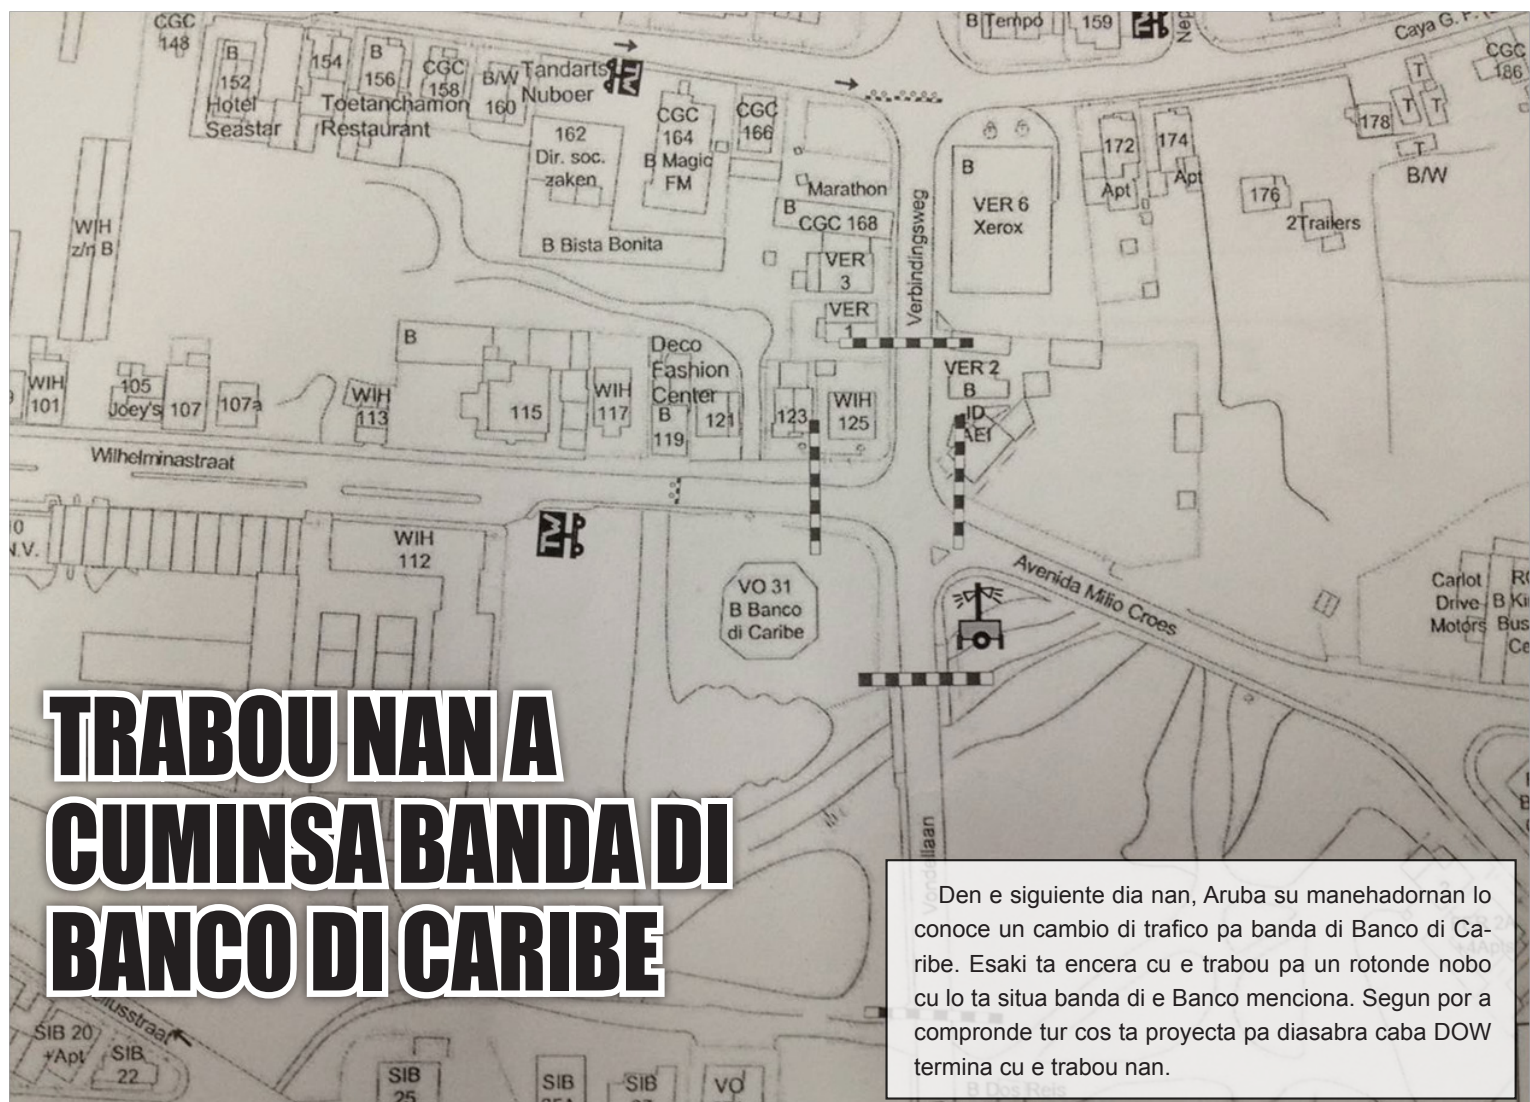 CGC
148
B
152
Hotel
Seastar
154
B
156
Toetanchamon
Restaurant
CGC
158
B/W
160
Tandarts
Nuboer
162
Dir. soc.
zaken
CGC
164
B Magic
FM
CGC
166
B Bista Bonita
Marathon
B
CGC 168
VER
3
VER
1
Verbindingsweg
B Tempo
159
Caya G. F.
CGC
186
B
VER 6
Xerox
172
Apt
174
Apt
178
T
T
T
T
B/W
176
2Trailers
WIH
z/n B
WIH
101
105
Joey's
107
107a
WIH
113
B
115
WIH
117
Deco
Fashion
Center
B
119
121
123
WIH
125
VER 2
B
ID
AEI
Wilhelminastraat
N.V.
WIH
112
TW
VO 31
B Banco
di Caribe
Avenida Milio Croes
Carlot
Drive
Motors
Vondellaan
TRABOU NAN A
CUMINSA BANDA DI
BANCO DI CARIBE
Den e siguiente dia nan, Aruba su manehadornan lo
conoce un cambio di trafico pa banda di Banco di Ca-
ribe. Esaki ta encera cu e trabou pa un rotonde nobo
cu lo ta situa banda di e Banco menciona. Segun por a
compronde tur cos ta proyecta pa diasabra caba DOW
termina cu e trabou nan.
SIB 20
+Apt
SIB
22
SIB
25
SIB
SIB
VO
B Dos Reis